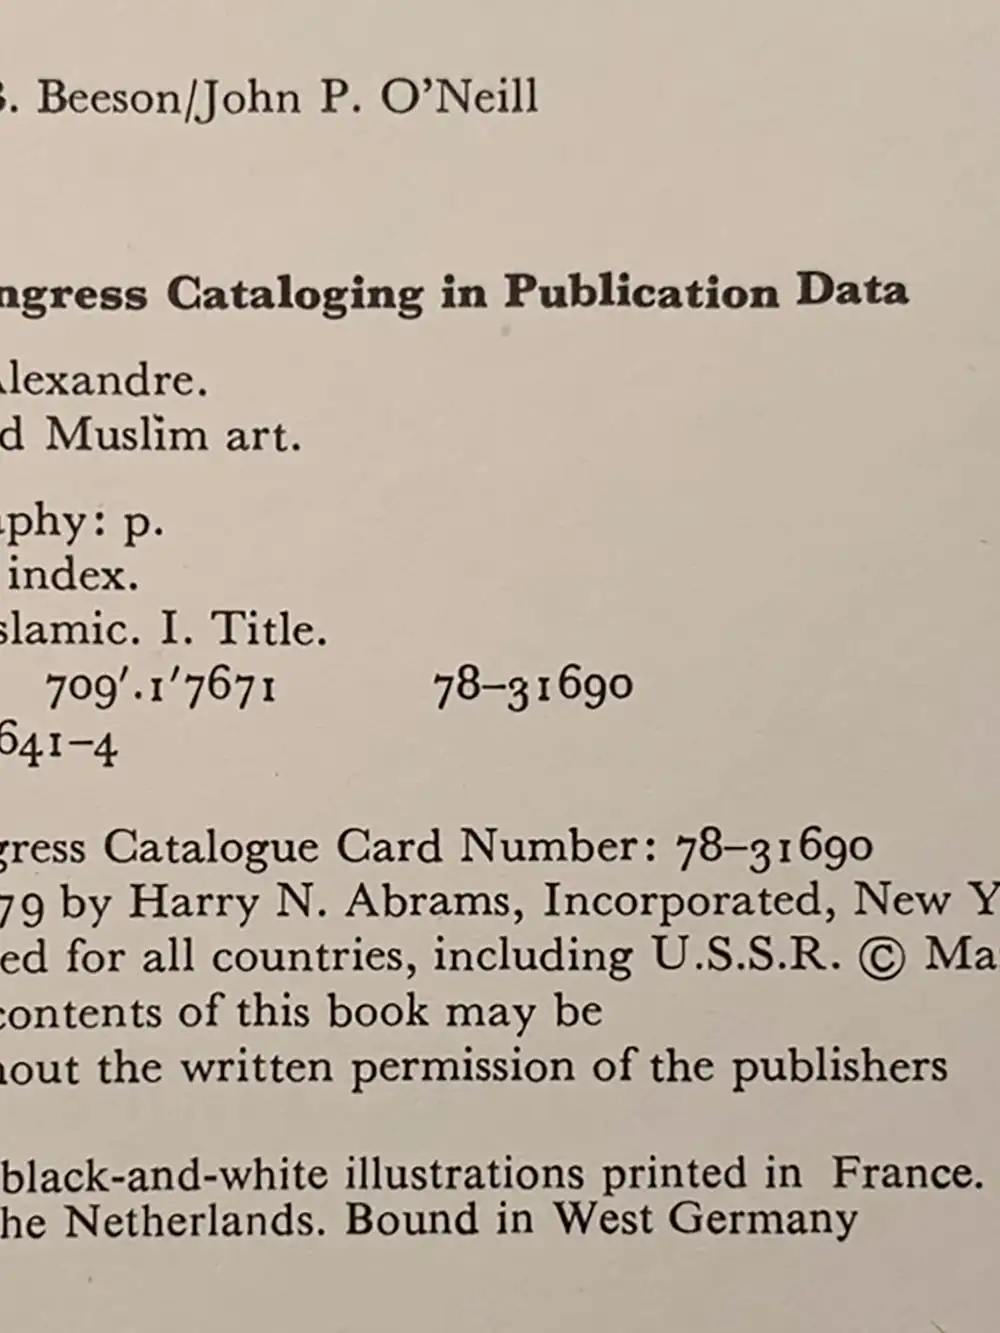 B. Beeson/John P. O'Neill
ngress Cataloging in Publication Data
Alexandre.
d Muslim art.
aphy: p.
index.
slamic. I. Title.
709'.1'7671 78–31690
641–4
gress Catalogue Card Number: 78–31690
79 by Harry N. Abrams, Incorporated, New Y
ed for all countries, including U.S.S.R. © Ma
contents of this book may be
hout the written permission of the publishers
black-and-white illustrations printed in France.
he Netherlands. Bound in West Germany